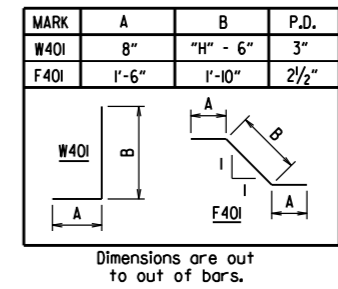 MARK A B P.D.
W401 8" "H" - 6" 3"
F401 1'-6" 1'-10" 2½"
A
B
W401 B
1
1
A F401 A
Dimensions are out
to out of bars.